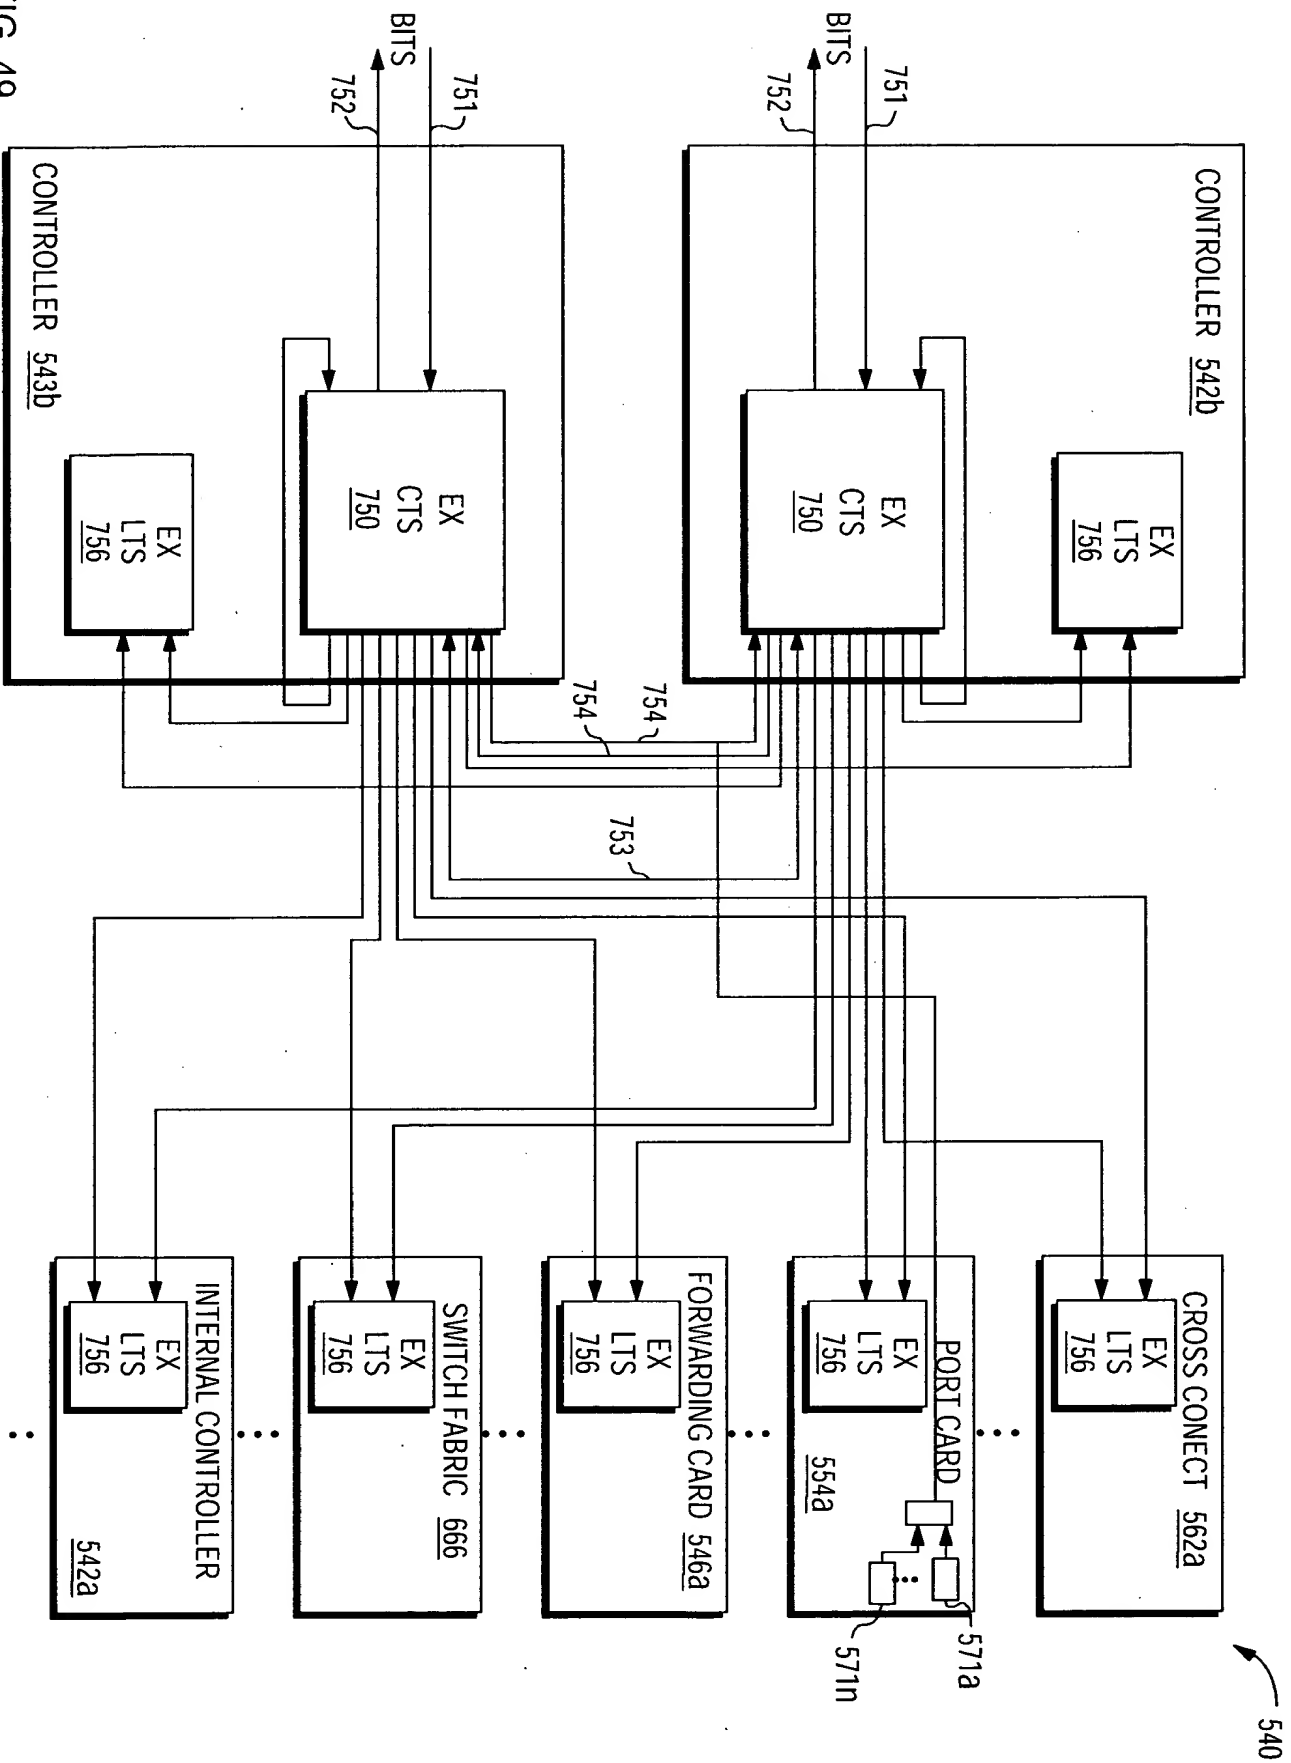 540
CONTROLLER 542b
EX
LTS
756
EX
CTS
750
BITS
751
752
CONTROLLER 543b
EX
CTS
750
EX
LTS
756
BITS
751
752
754
754
753
CROSS CONECT 562a
EX
LTS
756
PORT CARD
554a
EX
LTS
756
571a
571n
FORWARDING CARD 546a
EX
LTS
756
SWITCH FABRIC 666
EX
LTS
756
INTERNAL CONTROLLER
542a
EX
LTS
756